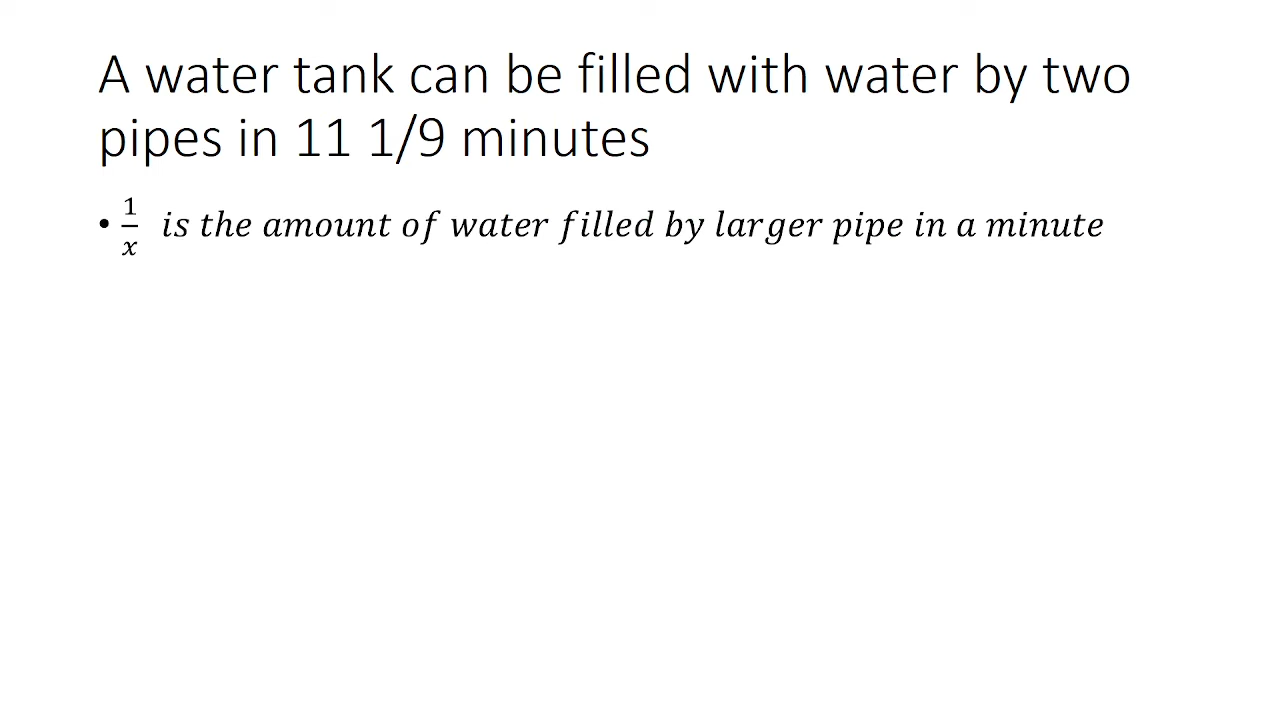 A water tank can be filled with water by two
pipes in 11 1/9 minutes
• 1/x is the amount of water filled by larger pipe in a minute